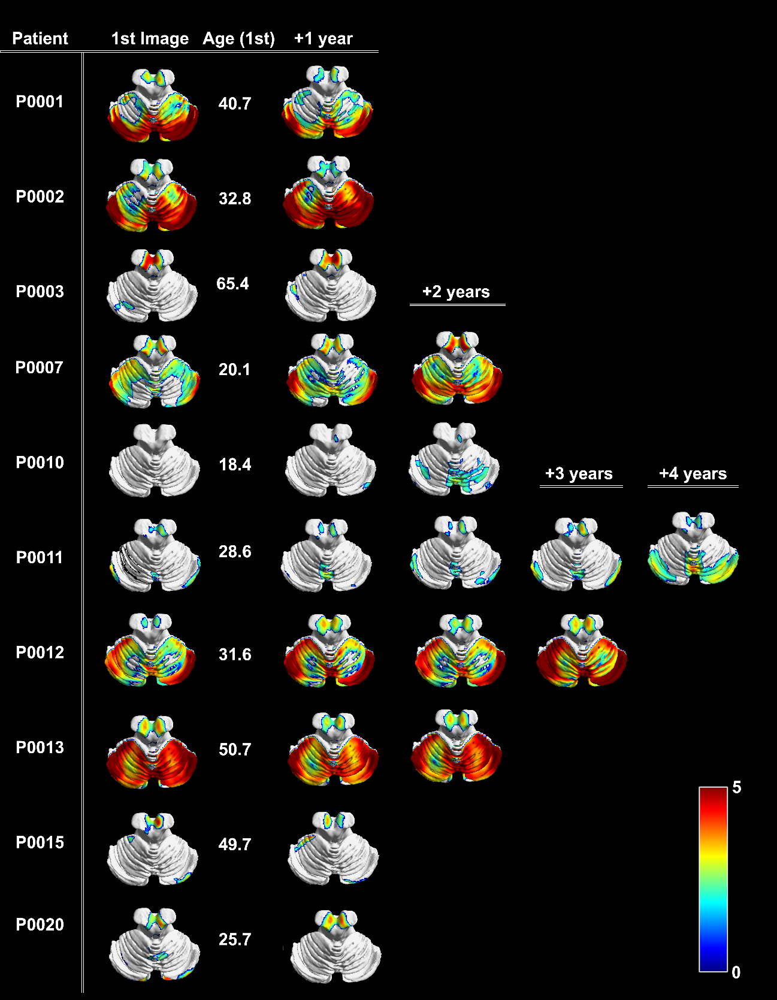 Patient 1st Image Age (1st) +1 year
P0001 40.7
P0002 32.8
P0003 65.4 +2 years
P0007 20.1
P0010 18.4 +3 years +4 years
P0011 28.6
P0012 31.6
P0013 50.7
5
P0015 49.7
P0020 25.7
0